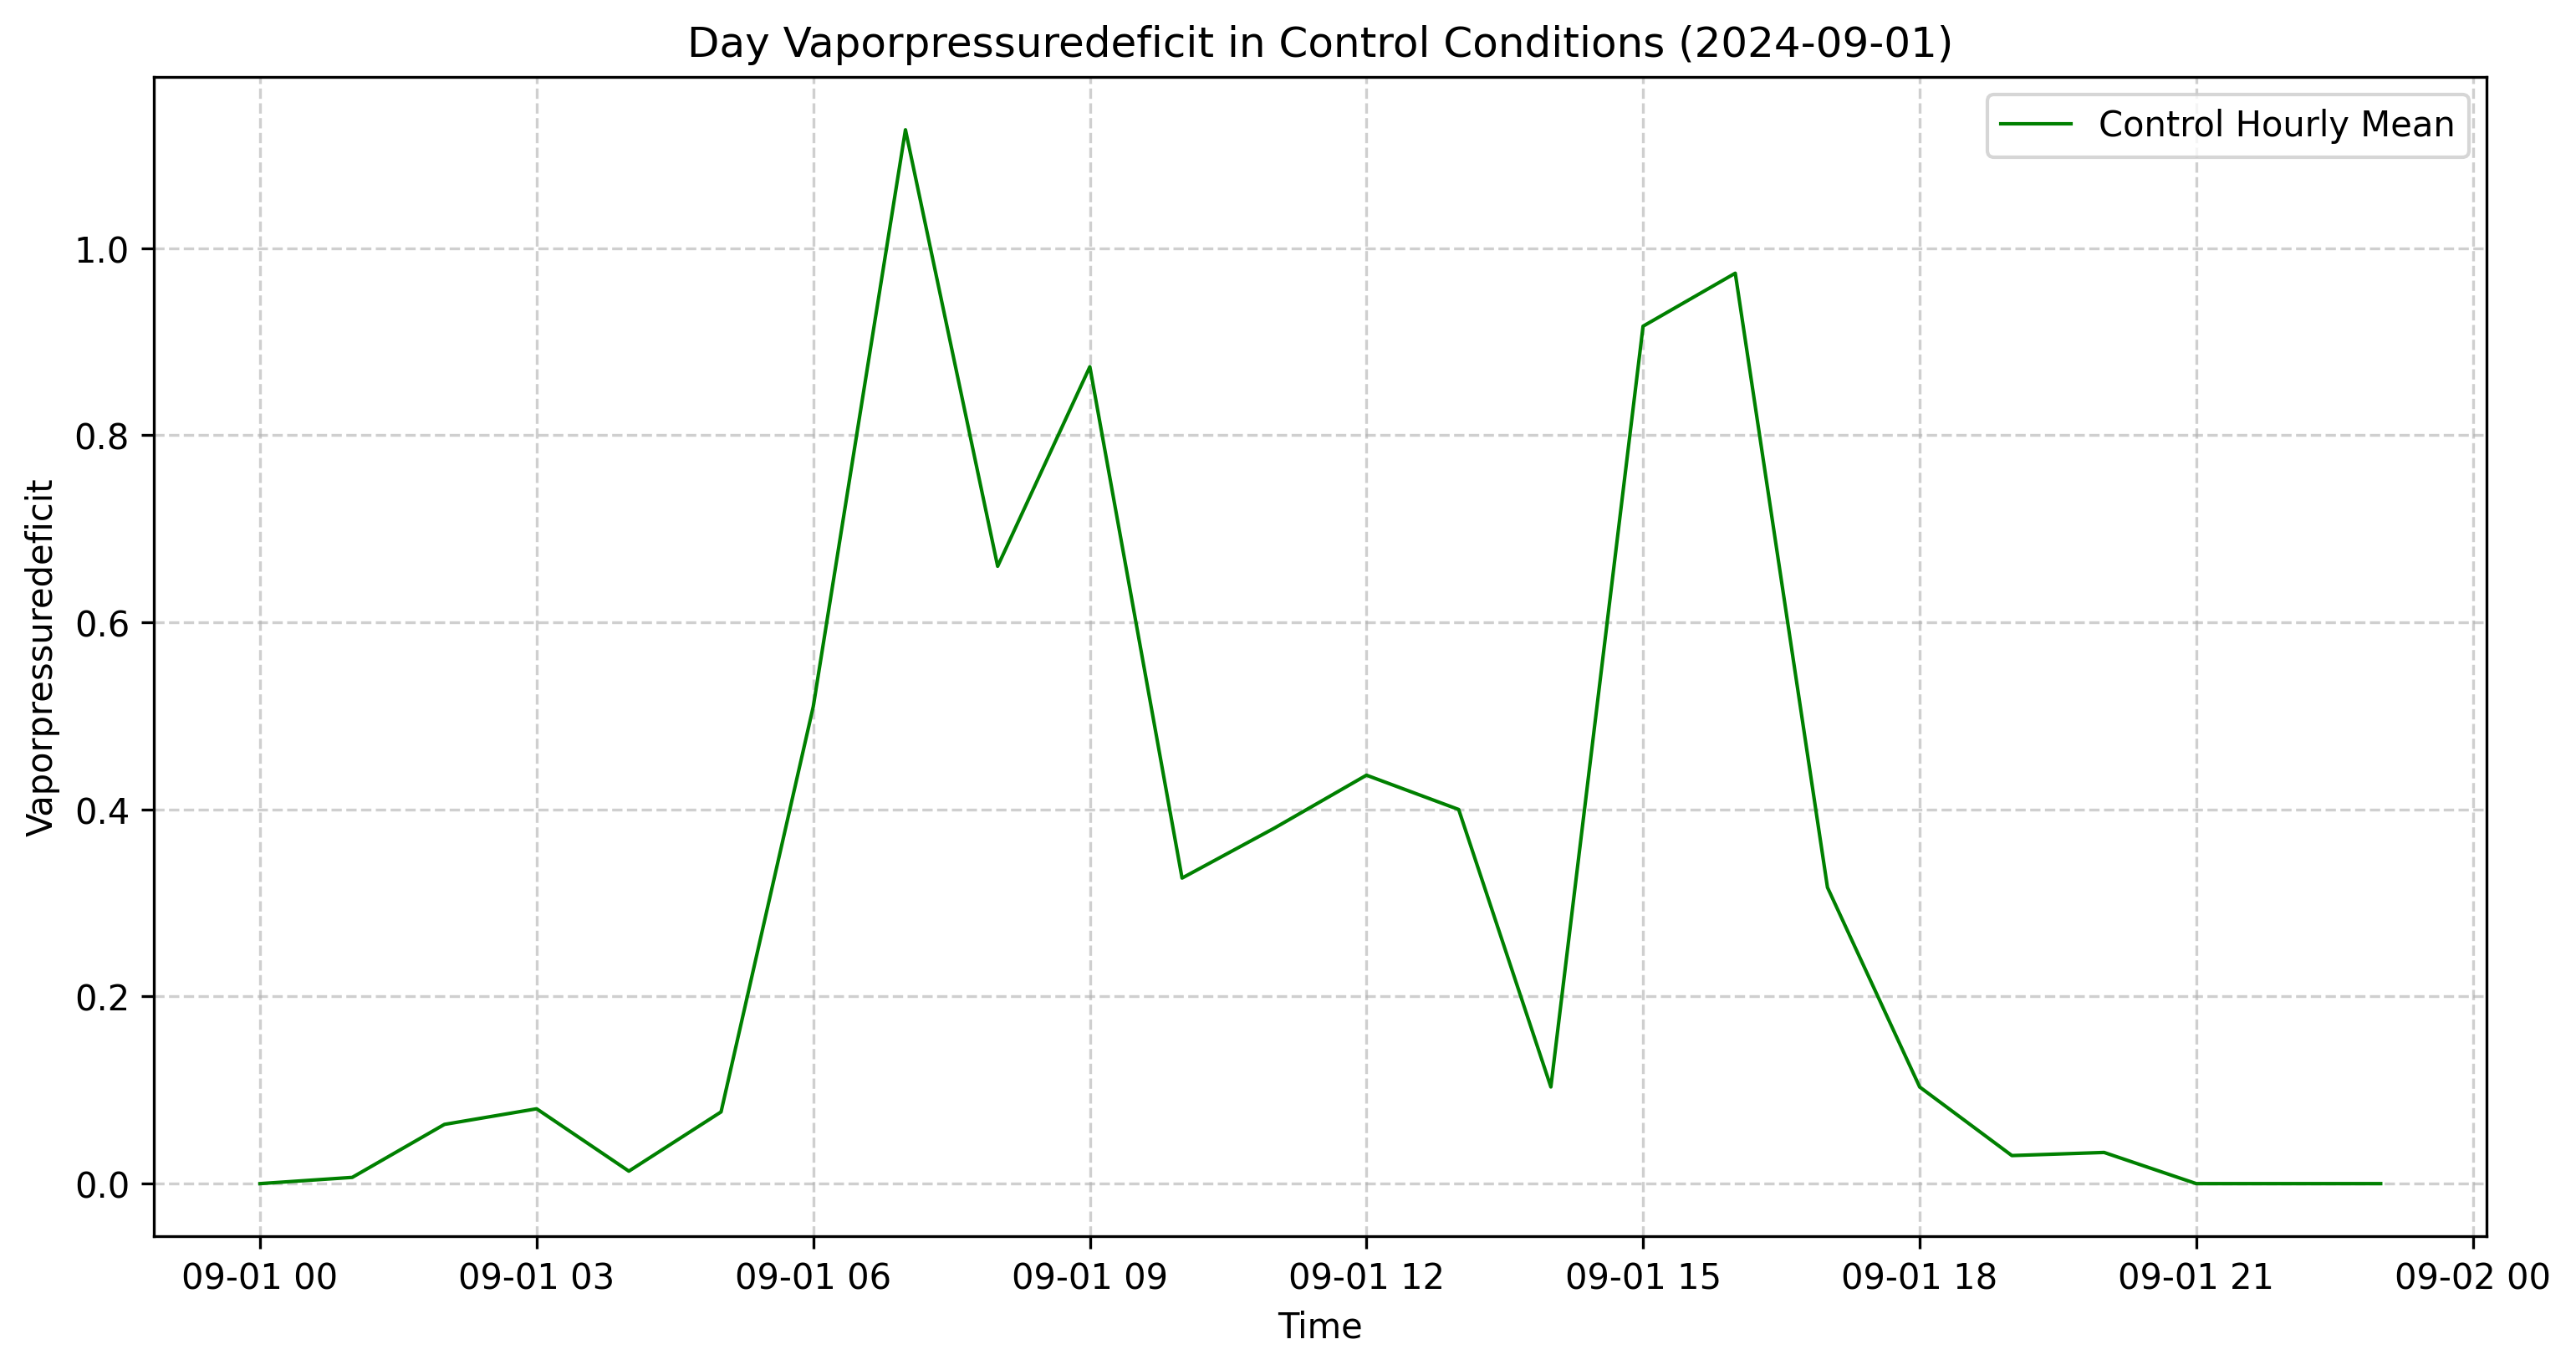 Day Vaporpressuredeficit in Control Conditions (2024-09-01)
Control Hourly Mean
Vaporpressuredeficit
1.0
0.8
0.6
0.4
0.2
0.0
09-01 00 09-01 03 09-01 06 09-01 09 09-01 12 09-01 15 09-01 18 09-01 21 09-02 00
Time